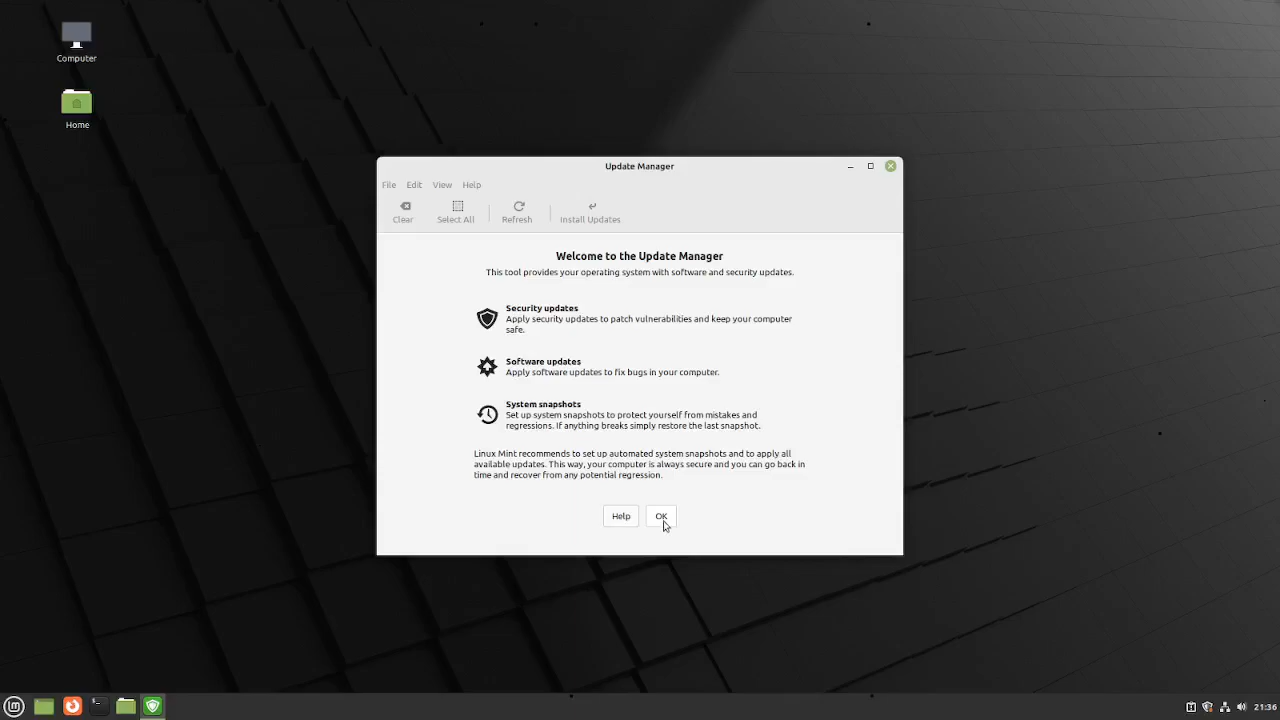 Computer
Home
Update Manager
File Edit View Help
Clear Select All Refresh Install Updates
Welcome to the Update Manager
This tool provides your operating system with software and security updates.
Security updates
Apply security updates to patch vulnerabilities and keep your computer
safe.
Software updates
Apply software updates to fix bugs in your computer.
System snapshots
Set up system snapshots to protect yourself from mistakes and
regressions. If anything breaks simply restore the last snapshot.
Linux Mint recommends to set up automated system snapshots and to apply all
available updates. This way, your computer is always secure and you can go back in
time and recover from any potential regression.
Help OK
21:36